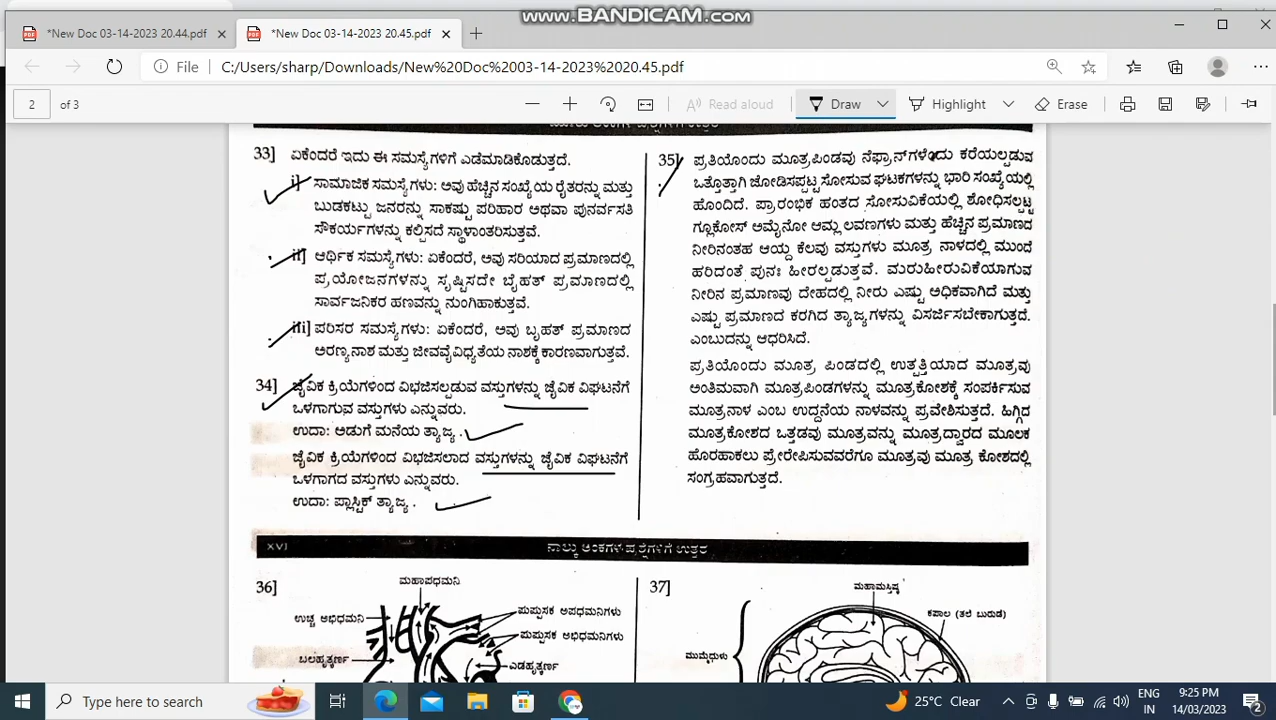 www.BANDICAM.com
*New Doc 03-14-2023 20.44.pdf
*New Doc 03-14-2023 20.45.pdf
File
C:/Users/sharp/Downloads/New%20Doc%2003-14-2023%2020.45.pdf
2 of 3
Read aloud
Draw
Highlight
Erase
33] ಏಕೆಂದರೆ ಇದು ಈ ಸಮಸ್ಯೆಗಳಿಗೆ ಎಡೆಮಾಡಿಕೊಡುತ್ತದೆ.
i] ಸಾಮಾಜಿಕ ಸಮಸ್ಯೆಗಳು: ಅವು ಹೆಚ್ಚಿನ ಸಂಖ್ಯೆಯ ರೈತರನ್ನು ಮತ್ತು
ಬುಡಕಟ್ಟು ಜನರನ್ನು ಸಾಕಷ್ಟು ಪರಿಹಾರ ಅಥವಾ ಪುನರ್ವಸತಿ
ಸೌಕರ್ಯಗಳನ್ನು ಕಲ್ಪಿಸದೆ ಸ್ಥಾಳಾಂತರಿಸುತ್ತವೆ.
ii] ಆರ್ಥಿಕ ಸಮಸ್ಯೆಗಳು: ಏಕೆಂದರೆ, ಅವು ಸರಿಯಾದ ಪ್ರಮಾಣದಲ್ಲಿ
ಪ್ರಯೋಜನಗಳನ್ನು ಸೃಷ್ಟಿಸದೇ ಬೃಹತ್ ಪ್ರಮಾಣದಲ್ಲಿ
ಸಾರ್ವಜನಿಕರ ಹಣವನ್ನು ನುಂಗಿಹಾಕುತ್ತವೆ.
iii] ಪರಿಸರ ಸಮಸ್ಯೆಗಳು: ಏಕೆಂದರೆ, ಅವು ಬೃಹತ್ ಪ್ರಮಾಣದ
ಅರಣ್ಯನಾಶ ಮತ್ತು ಜೀವವೈವಿಧ್ಯತೆಯ ನಾಶಕ್ಕೆ ಕಾರಣವಾಗುತ್ತವೆ.
34] ಜೈವಿಕ ಕ್ರಿಯೆಗಳಿಂದ ವಿಭಜಿಸಲ್ಪಡುವ ವಸ್ತುಗಳನ್ನು ಜೈವಿಕ ವಿಘಟನೆಗೆ
ಒಳಗಾಗುವ ವಸ್ತುಗಳು ಎನ್ನುವರು.
ಉದಾ: ಅಡುಗೆ ಮನೆಯ ತ್ಯಾಜ್ಯ.
ಜೈವಿಕ ಕ್ರಿಯೆಗಳಿಂದ ವಿಭಜಿಸಲಾದ ವಸ್ತುಗಳನ್ನು ಜೈವಿಕ ವಿಘಟನೆಗೆ
ಒಳಗಾಗದ ವಸ್ತುಗಳು ಎನ್ನುವರು.
ಉದಾ: ಪ್ಲಾಸ್ಟಿಕ್ ತ್ಯಾಜ್ಯ.
35] ಪ್ರತಿಯೊಂದು ಮೂತ್ರಪಿಂಡವು ನೆಫ್ರಾನ್‌ಗಳೆಂದು ಕರೆಯಲ್ಪಡುವ
ಒತ್ತೊತ್ತಾಗಿ ಜೋಡಿಸಪ್ಪಟ್ಟ ಸೋಸುವ ಘಟಕಗಳನ್ನು ಭಾರಿ ಸಂಖ್ಯೆಯಲ್ಲಿ
ಹೊಂದಿದೆ. ಪ್ರಾರಂಭಿಕ ಹಂತದ ಸೋಸುವಿಕೆಯಲ್ಲಿ ಶೋಧಿಸಲ್ಪಟ್ಟ
ಗ್ಲೂಕೋಸ್ ಅಮೈನೋ ಆಮ್ಲ ಲವಣಗಳು ಮತ್ತು ಹೆಚ್ಚಿನ ಪ್ರಮಾಣದ
ನೀರಿನಂತಹ ಆಯ್ದ ಕೆಲವು ವಸ್ತುಗಳು ಮೂತ್ರ ನಾಳದಲ್ಲಿ ಮುಂದೆ
ಹರಿದಂತೆ ಪುನಃ ಹೀರಲ್ಪಡುತ್ತವೆ. ಮರುಹೀರುವಿಕೆಯಾಗುವ
ನೀರಿನ ಪ್ರಮಾಣವು ದೇಹದಲ್ಲಿ ನೀರು ಎಷ್ಟು ಅಧಿಕವಾಗಿದೆ ಮತ್ತು
ಎಷ್ಟು ಪ್ರಮಾಣದ ಕರಗಿದ ತ್ಯಾಜ್ಯಗಳನ್ನು ವಿಸರ್ಜಿಸಬೇಕಾಗುತ್ತದೆ.
ಎಂಬುದನ್ನು ಆಧರಿಸಿದೆ.
ಪ್ರತಿಯೊಂದು ಮೂತ್ರ ಪಿಂಡದಲ್ಲಿ ಉತ್ಪತ್ತಿಯಾದ ಮೂತ್ರವು
ಅಂತಿಮವಾಗಿ ಮೂತ್ರಪಿಂಡಗಳನ್ನು ಮೂತ್ರಕೋಶಕ್ಕೆ ಸಂಪರ್ಕಿಸುವ
ಮೂತ್ರನಾಳ ಎಂಬ ಉದ್ದನೆಯ ನಾಳವನ್ನು ಪ್ರವೇಶಿಸುತ್ತದೆ. ಹಿಗ್ಗಿದ
ಮೂತ್ರಕೋಶದ ಒತ್ತಡವು ಮೂತ್ರವನ್ನು ಮೂತ್ರದ್ವಾರದ ಮೂಲಕ
ಹೊರಹಾಕಲು ಪ್ರೇರೇಪಿಸುವವರೆಗೂ ಮೂತ್ರವು ಮೂತ್ರ ಕೋಶದಲ್ಲಿ
ಸಂಗ್ರಹವಾಗುತ್ತದೆ.
XVI ನಾಲ್ಕು ಅಂಕಗಳ ಪ್ರಶ್ನೆಗಳಿಗೆ ಉತ್ತರ
36]
ಮಹಾಪಧಮನಿ
ಉಚ್ಚ ಅಭಿಧಮನಿ
ಪುಪ್ಪುಸಕ ಅಪಧಮನಿಗಳು
ಪುಪ್ಪುಸಕ ಅಭಿಧಮನಿಗಳು
ಬಲಹೃತ್ಕರ್ಣ
ಎಡಹೃತ್ಕರ್ಣ
37]
ಮಹಾಮಸ್ತಿಷ್ಕ
ಕಪಾಲ (ತಲೆ ಬುರುಡೆ)
ಮುಮ್ಮೆದುಳು
Type here to search
25°C Clear
ENG
IN
9:25 PM
14/03/2023
2